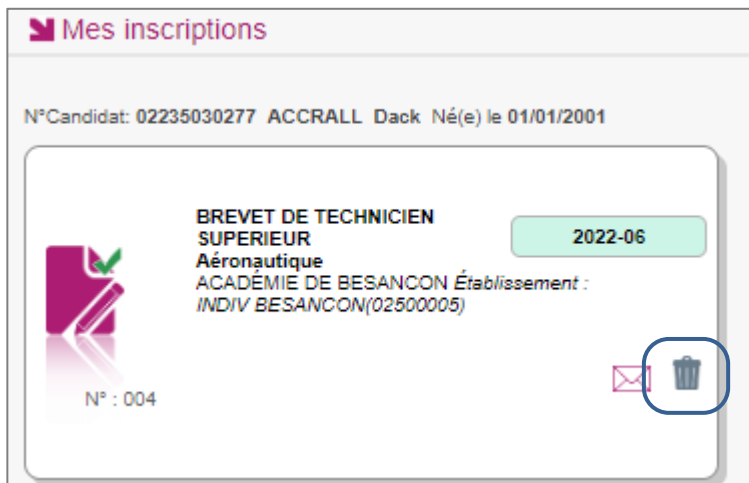 Mes inscriptions
N°Candidat: 02235030277 ACCRALL Dack Né(e) le 01/01/2001
BREVET DE TECHNICIEN
SUPERIEUR
2022-06
Aéronautique
ACADÉMIE DE BESANCON Établissement :
INDIV BESANCON(02500005)
N° : 004